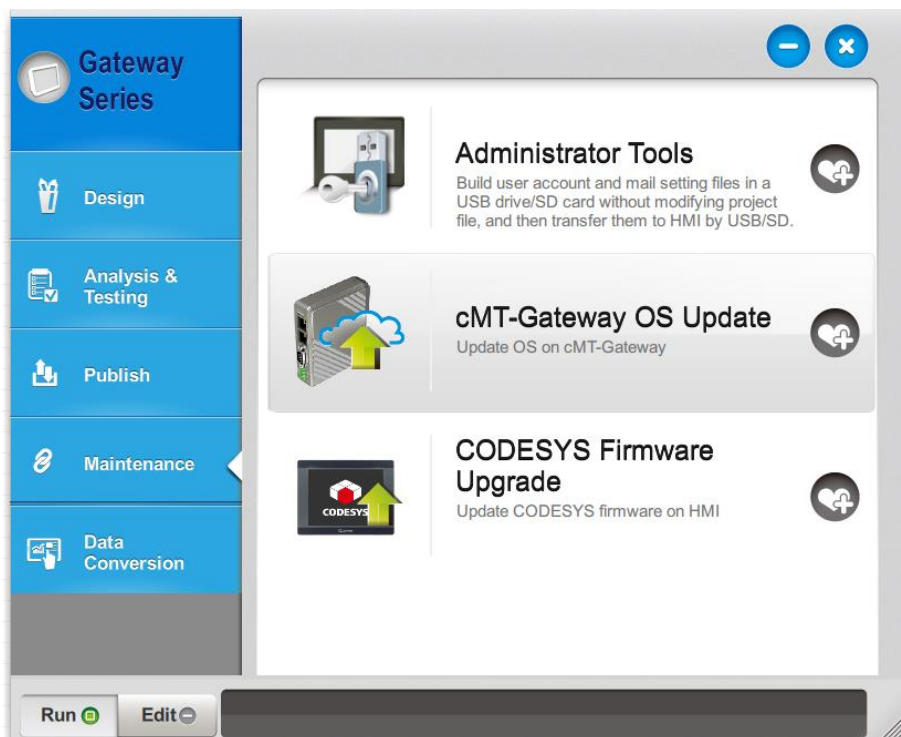 Gateway
Series
Design
Analysis &
Testing
Publish
Maintenance
Data
Conversion
Administrator Tools
Build user account and mail setting files in a
USB drive/SD card without modifying project
file, and then transfer them to HMI by USB/SD.
cMT-Gateway OS Update
Update OS on cMT-Gateway
CODESYS Firmware
Upgrade
Update CODESYS firmware on HMI
CODESYS
Run
Edit